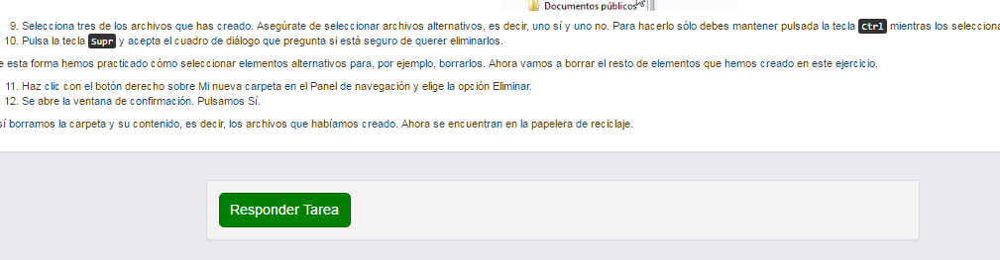 Documentos públicos
9. Selecciona tres de los archivos que has creado. Asegúrate de seleccionar archivos alternativos, es decir, uno sí y uno no. Para hacerlo sólo debes mantener pulsada la tecla Ctrl mientras los selecciona
10. Pulsa la tecla Supr y acepta el cuadro de diálogo que pregunta si está seguro de querer eliminarlos.
e esta forma hemos practicado cómo seleccionar elementos alternativos para, por ejemplo, borrarlos. Ahora vamos a borrar el resto de elementos que hemos creado en este ejercicio.
11. Haz clic con el botón derecho sobre Mi nueva carpeta en el Panel de navegación y elige la opción Eliminar.
12. Se abre la ventana de confirmación. Pulsamos Sí.
sí borramos la carpeta y su contenido, es decir, los archivos que habíamos creado. Ahora se encuentran en la papelera de reciclaje.
Responder Tarea